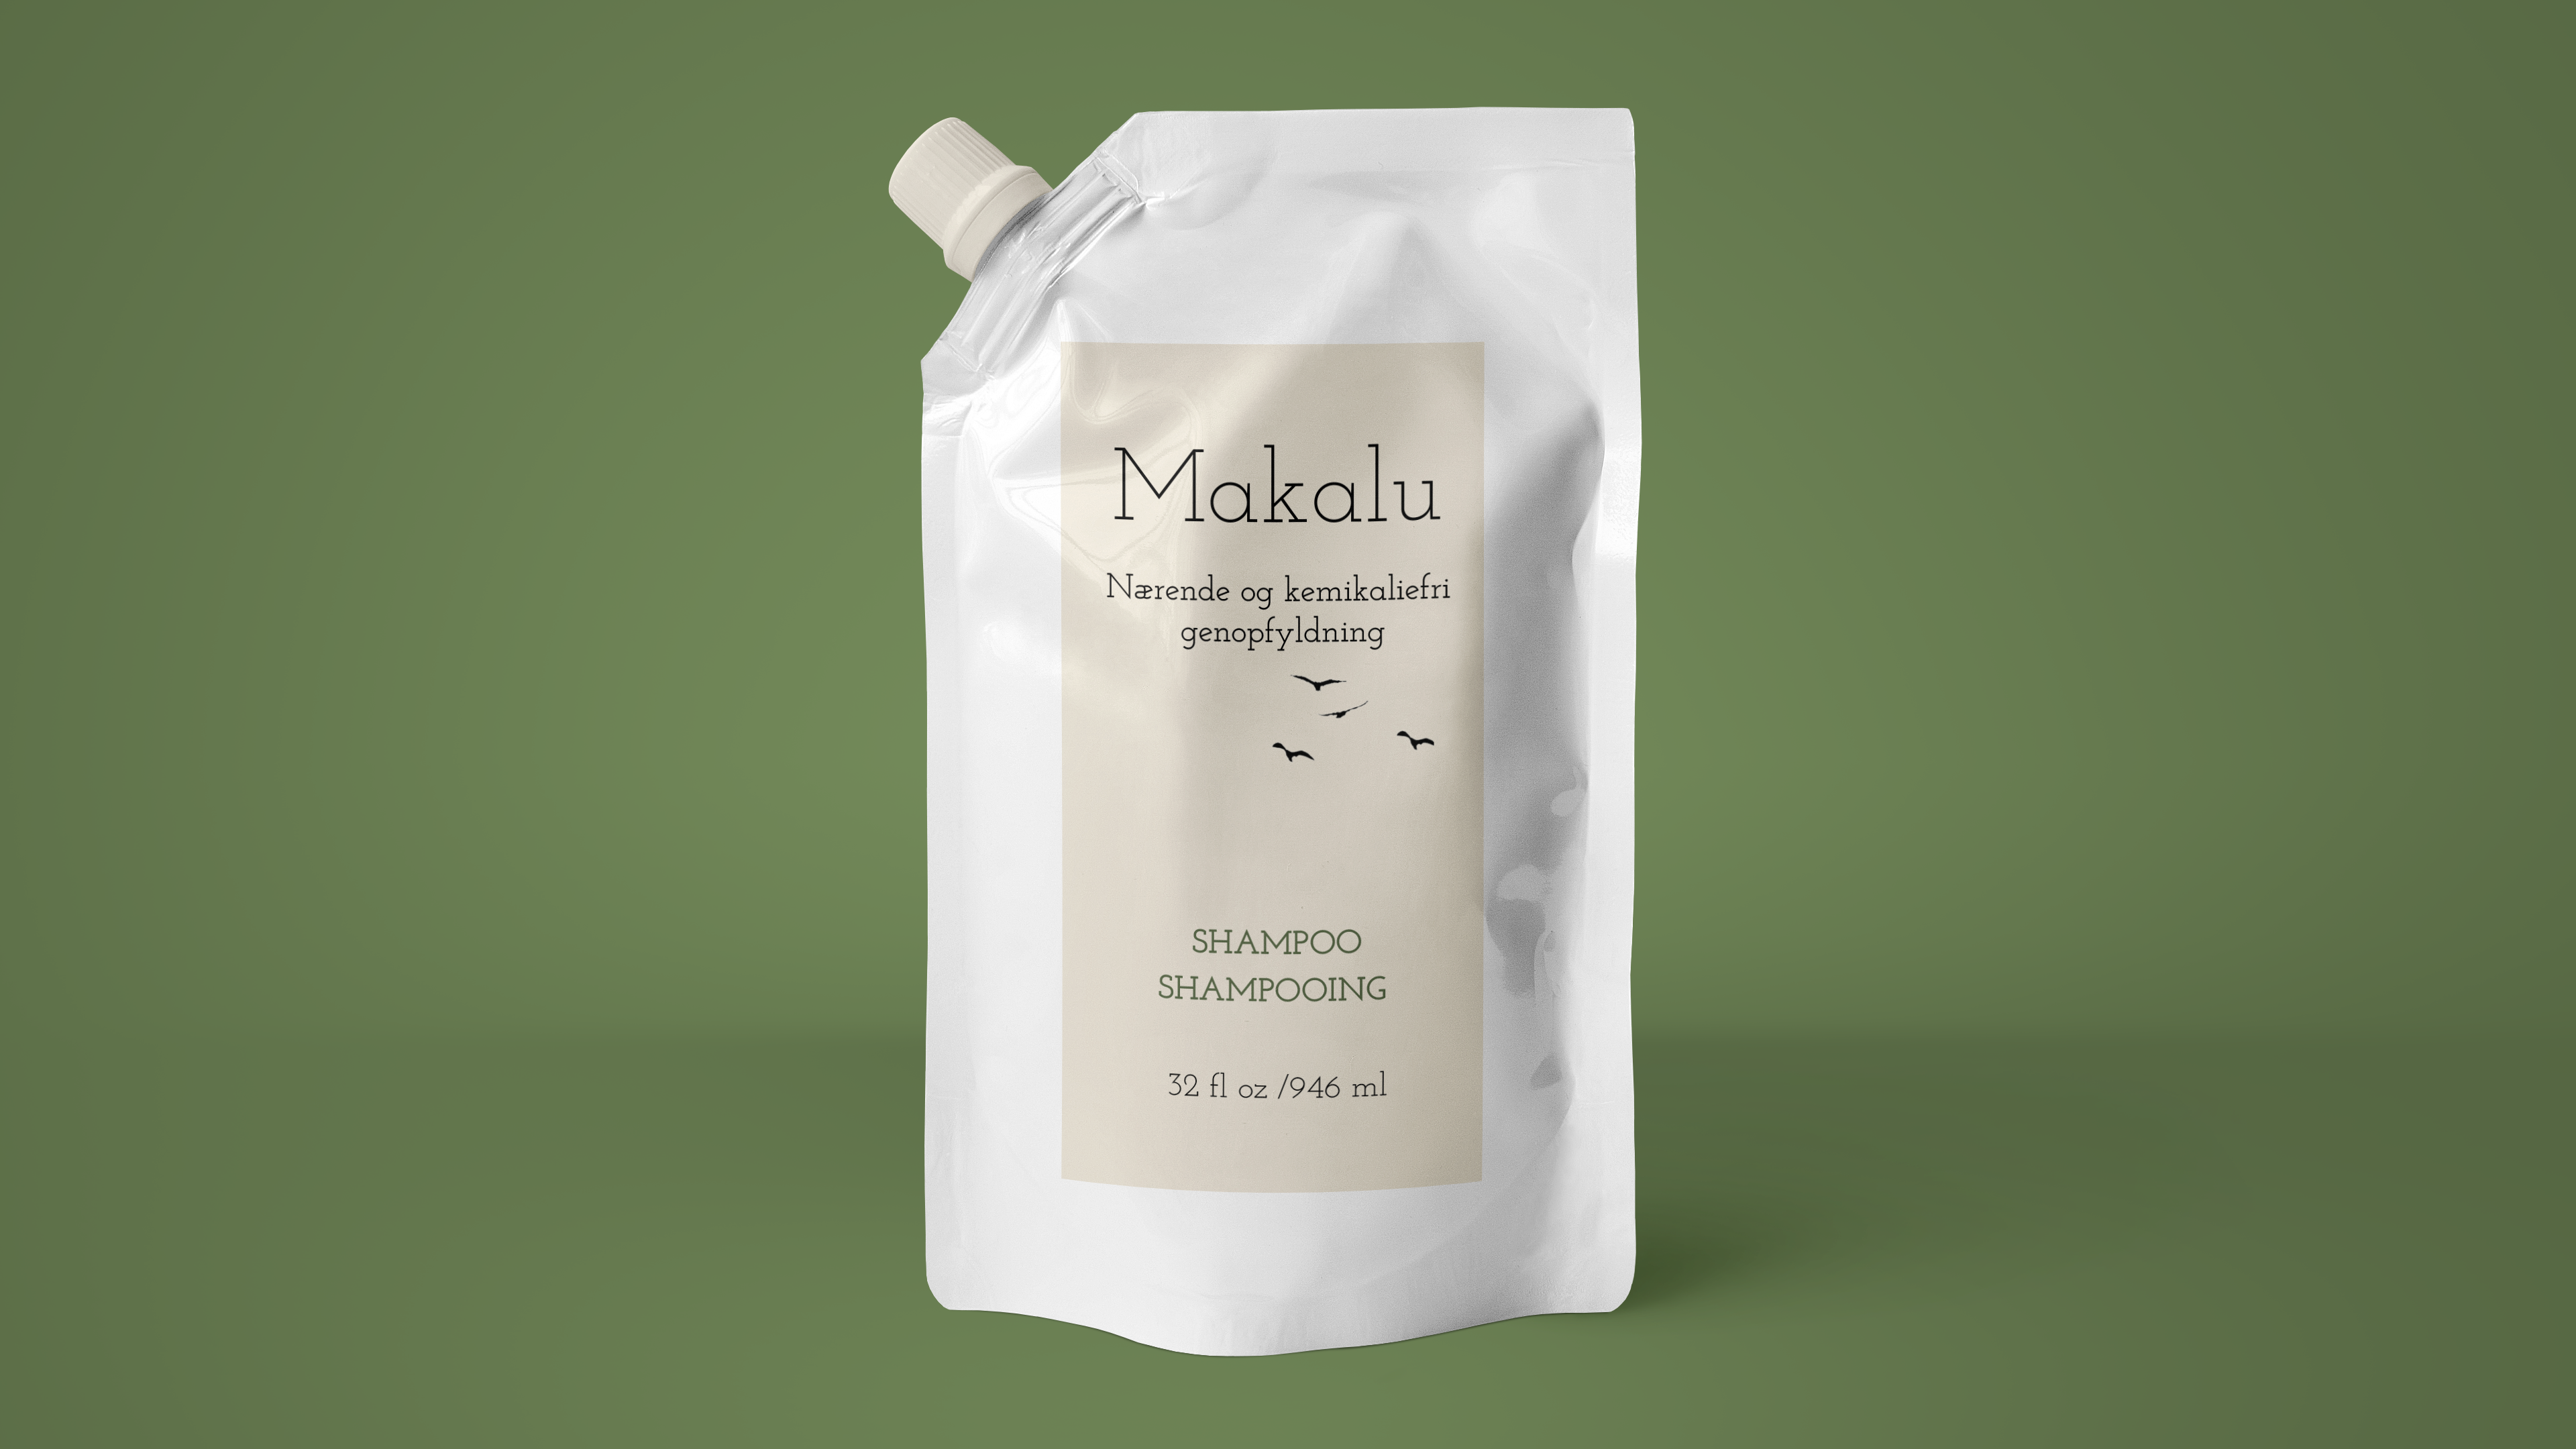 Makalu
Nærende og kemikaliefri
genopfyldning
SHAMPOO
SHAMPOOING
32 fl oz /946 ml